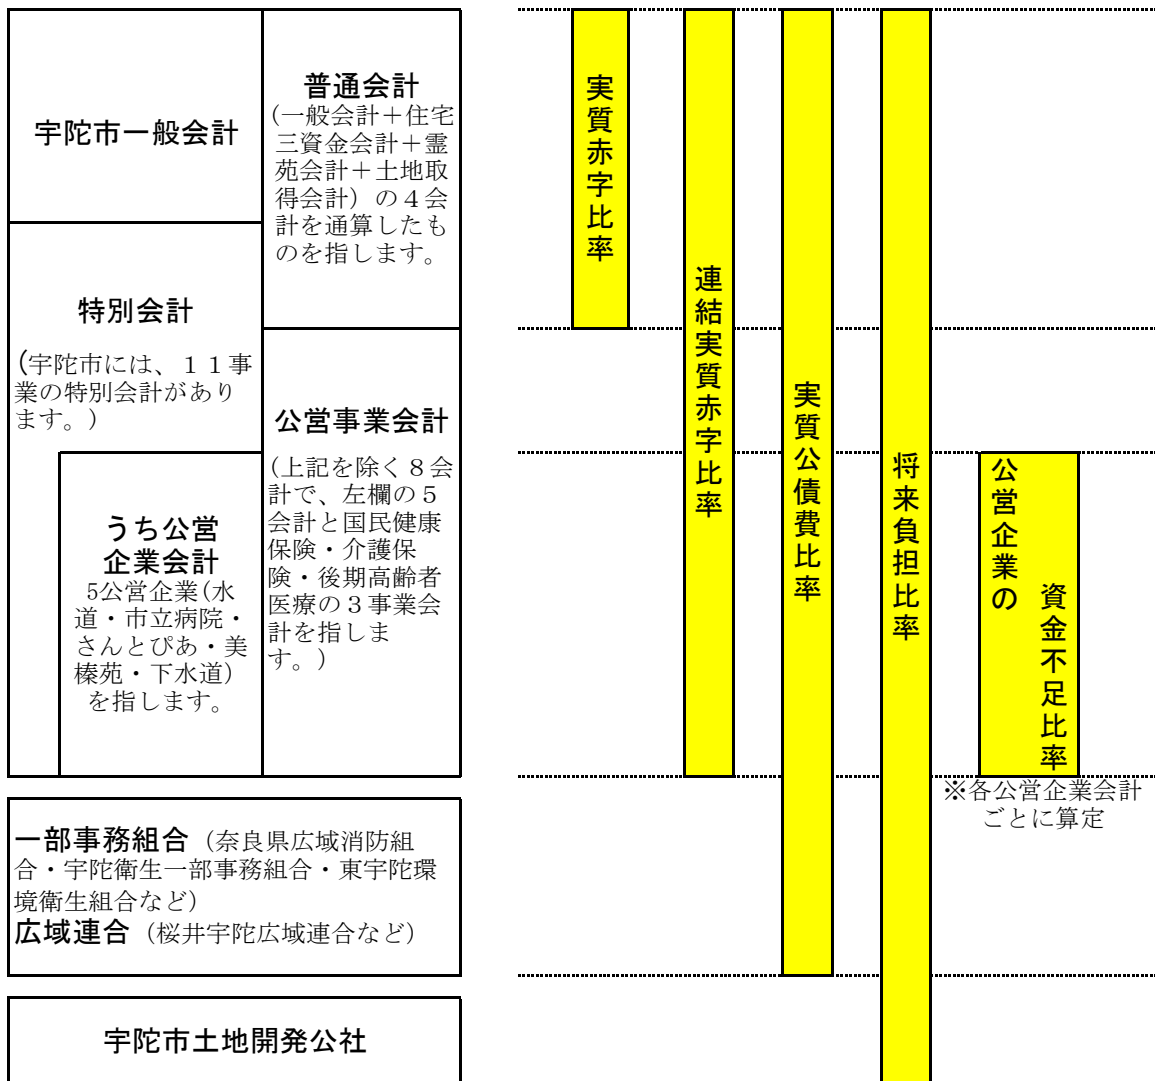 宇陀市一般会計
普通会計
(一般会計＋住宅
三資金会計＋霊
苑会計＋土地取
得会計）の４会
計を通算したも
のを指します。
特別会計
(宇陀市には、１１事
業の特別会計があり
ます。）
公営事業会計
(上記を除く８会
計で、左欄の５
会計と国民健康
保険・介護保
険・後期高齢者
医療の３事業会
計を指しま
す。）
うち公営
企業会計
5公営企業(水
道・市立病院・
さんとぴあ・美
榛苑・下水道）
を指します。
一部事務組合（奈良県広域消防組
合・宇陀衛生一部事務組合・東宇陀環
境衛生組合など）
広域連合（桜井宇陀広域連合など）
宇陀市土地開発公社
実質赤字比率
連結実質赤字比率
実質公債費比率
将来負担比率
公営企業の
資金不足比率
※各公営企業会計
ごとに算定